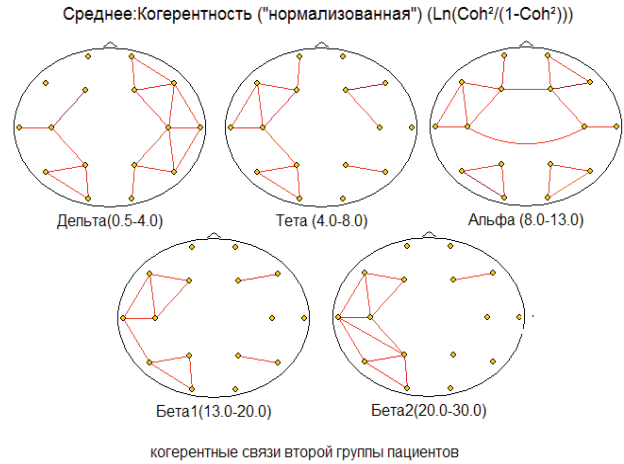 Среднее:Когерентность ("нормализованная") (Ln(Coh²/(1-Coh²)))
Дельта(0.5-4.0)
Тета (4.0-8.0)
Альфа (8.0-13.0)
Бета1(13.0-20.0)
Бета2(20.0-30.0)
когерентные связи второй группы пациентов